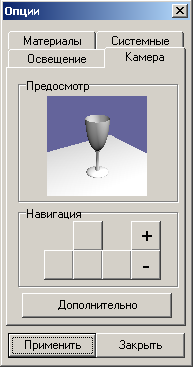 Опции
Материалы Системные
Освещение Камера
Предосмотр
Навигация
+
-
Дополнительно
Применить Закрыть